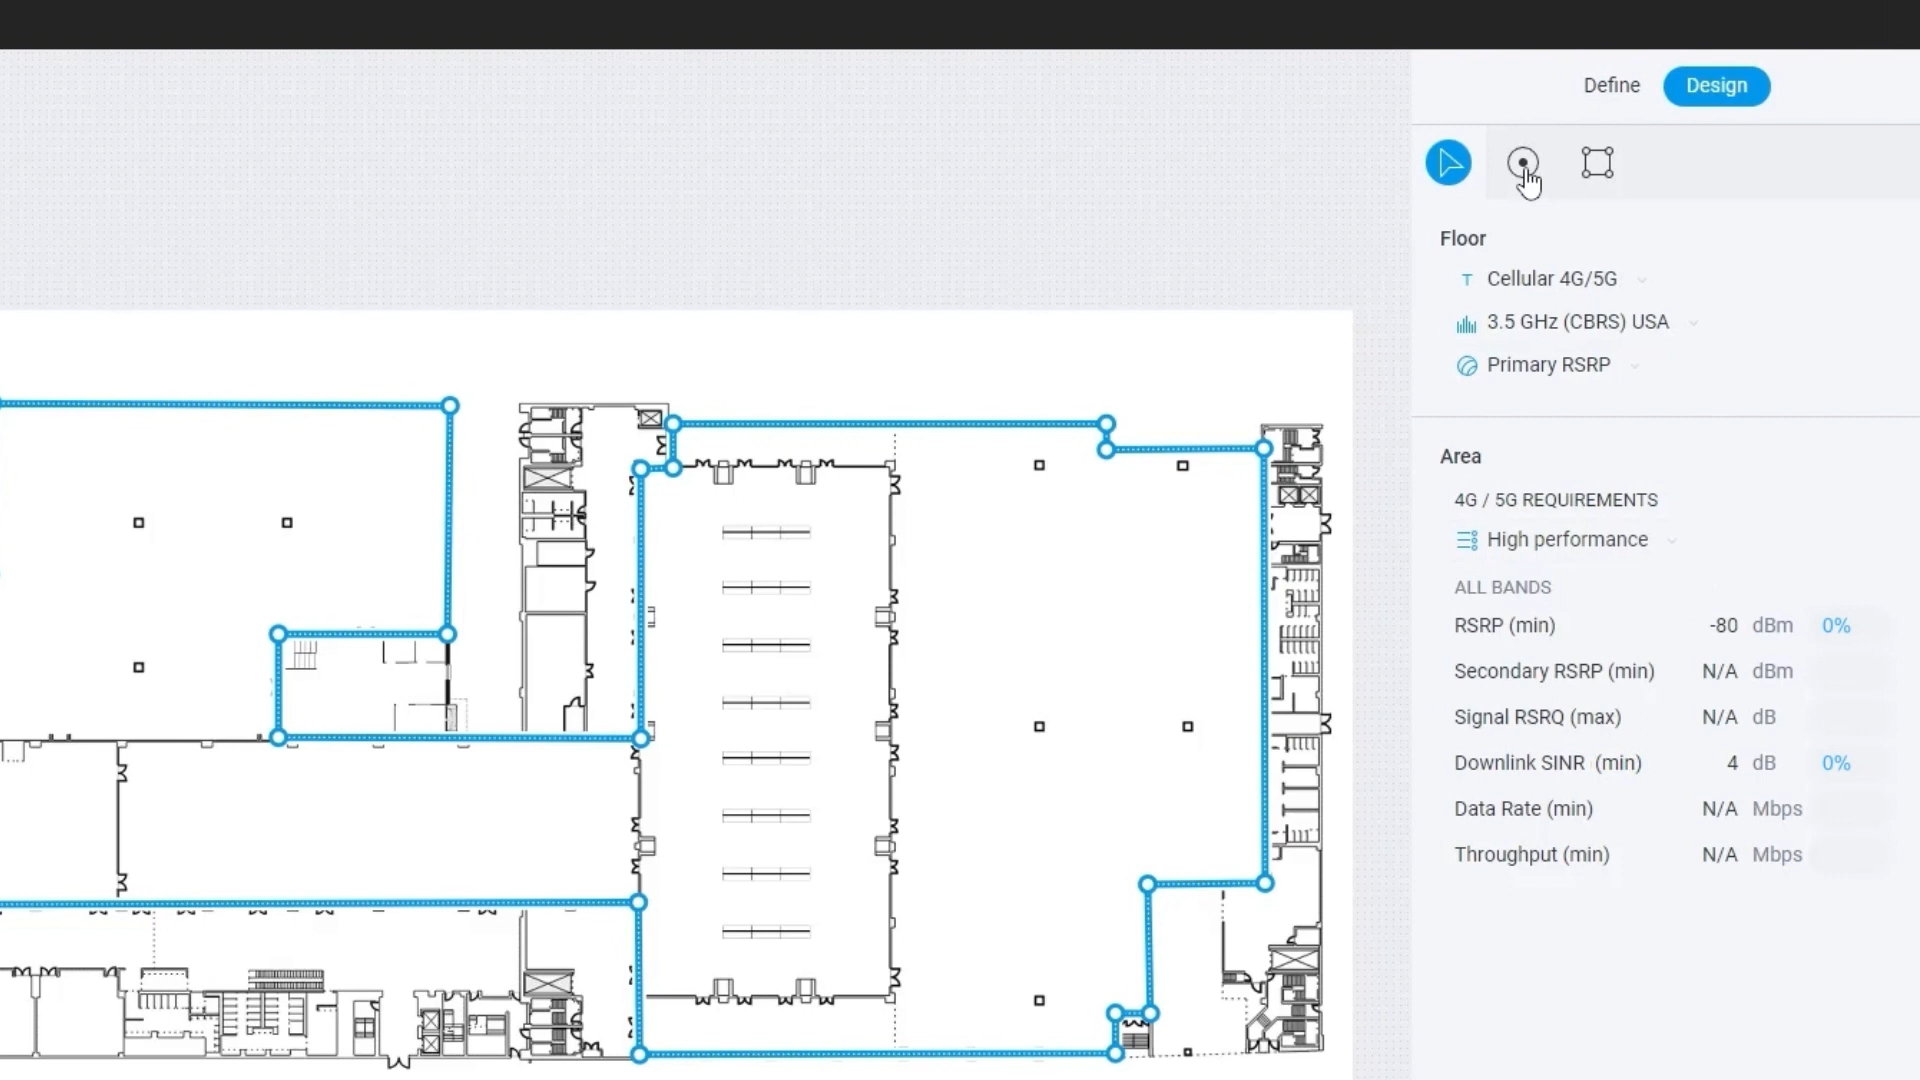 Define Design
Floor
Cellular 4G/5G
3.5 GHz (CBRS) USA
Primary RSRP
Area
4G / 5G REQUIREMENTS
High performance
ALL BANDS
RSRP (min) -80 dBm 0%
Secondary RSRP (min) N/A dBm
Signal RSRQ (max) N/A dB
Downlink SINR (min) 4 dB 0%
Data Rate (min) N/A Mbps
Throughput (min) N/A Mbps